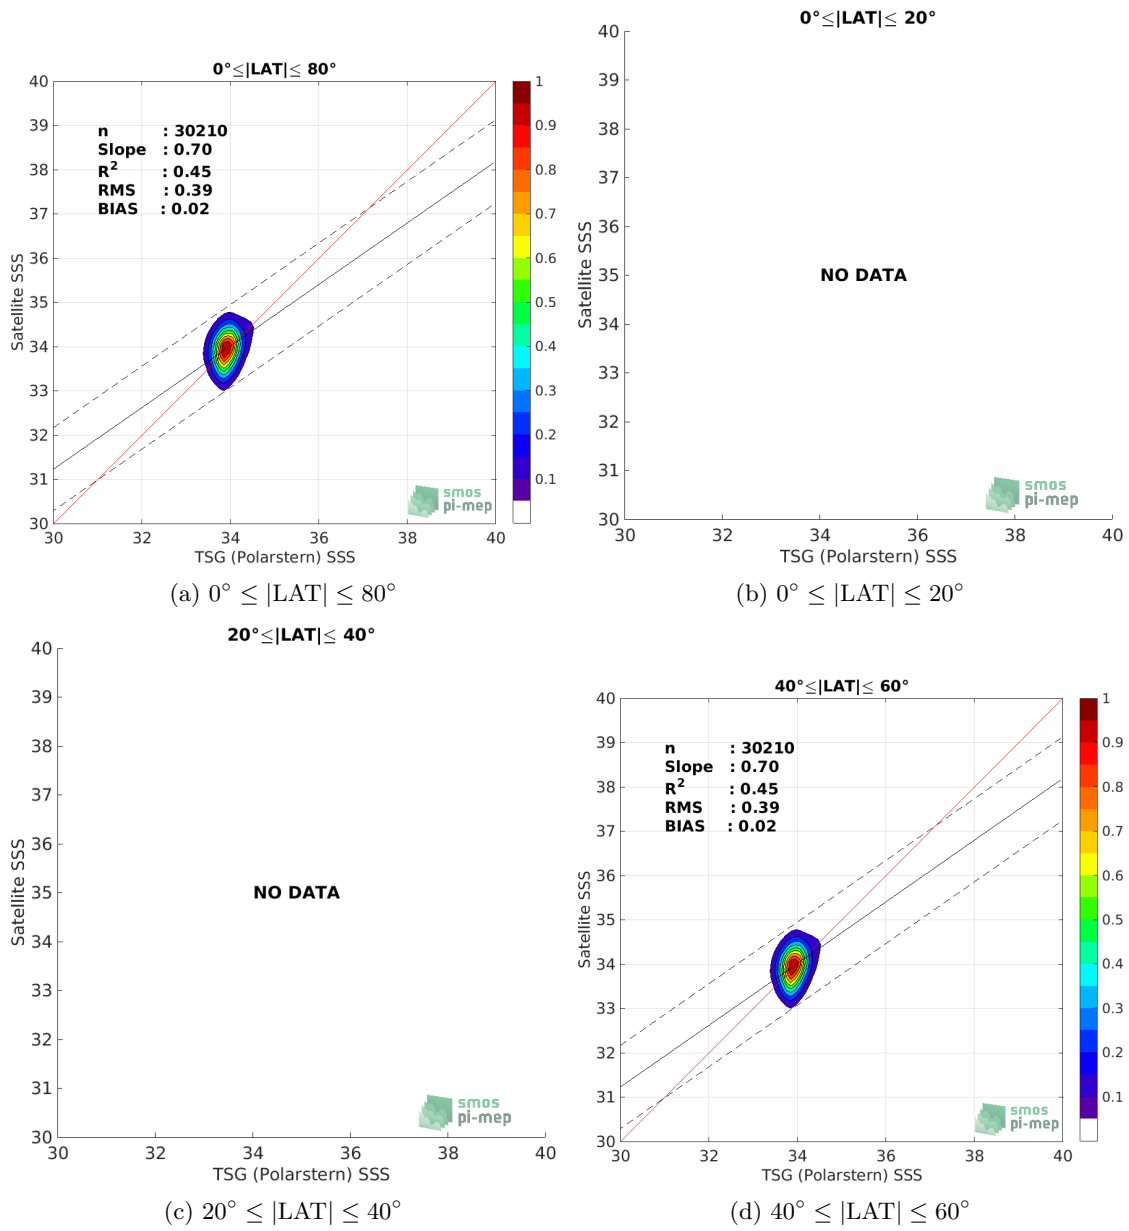 0°≤|LAT|≤ 80°
40
39
38
37
36
35
34
33
32
31
30
Satellite SSS
n : 30210
Slope : 0.70
R² : 0.45
RMS : 0.39
BIAS : 0.02
smos
pi-mep
30 32 34 36 38 40
TSG (Polarstern) SSS
1
0.9
0.8
0.7
0.6
0.5
0.4
0.3
0.2
0.1
(a) 0° ≤ |LAT| ≤ 80°
0°≤|LAT|≤ 20°
40
39
38
37
36
35
34
33
32
31
30
Satellite SSS
NO DATA
smos
pi-mep
30 32 34 36 38 40
TSG (Polarstern) SSS
(b) 0° ≤ |LAT| ≤ 20°
20°≤|LAT|≤ 40°
40
39
38
37
36
35
34
33
32
31
30
Satellite SSS
NO DATA
smos
pi-mep
30 32 34 36 38 40
TSG (Polarstern) SSS
(c) 20° ≤ |LAT| ≤ 40°
40°≤|LAT|≤ 60°
40
39
38
37
36
35
34
33
32
31
30
Satellite SSS
n : 30210
Slope : 0.70
R² : 0.45
RMS : 0.39
BIAS : 0.02
smos
pi-mep
30 32 34 36 38 40
TSG (Polarstern) SSS
1
0.9
0.8
0.7
0.6
0.5
0.4
0.3
0.2
0.1
(d) 40° ≤ |LAT| ≤ 60°